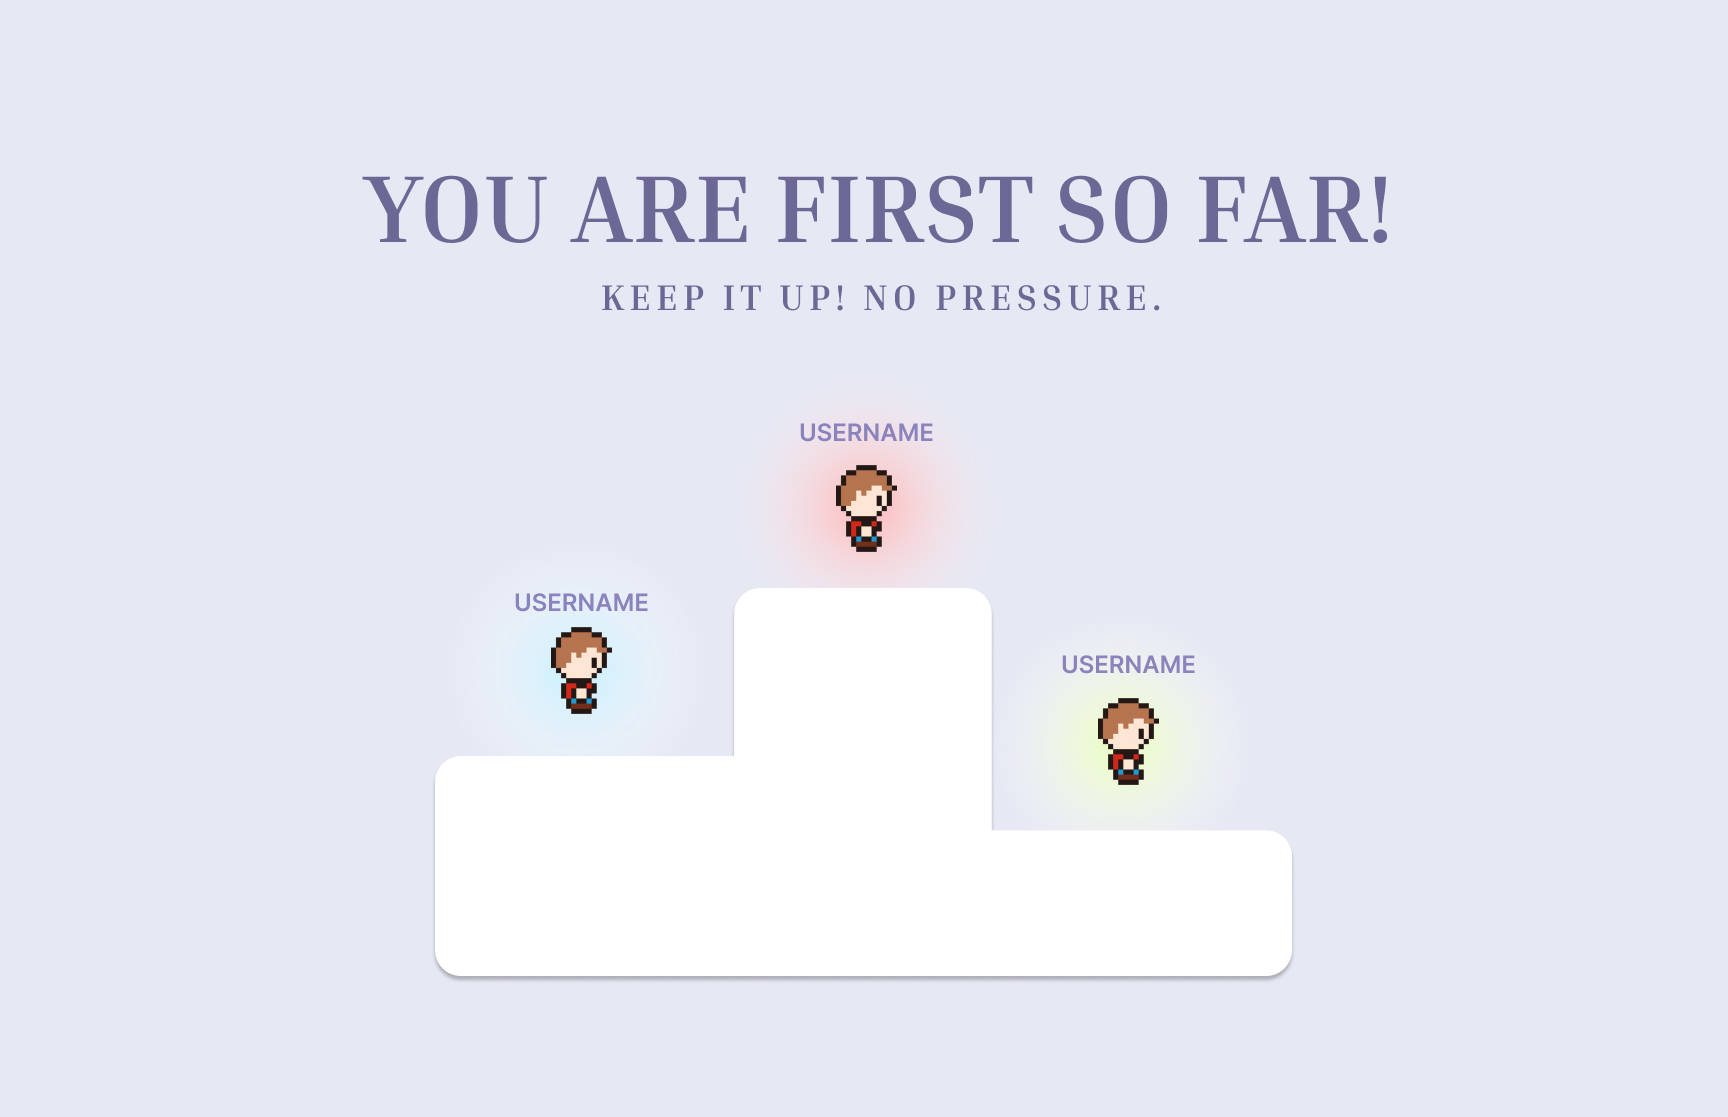 YOU ARE FIRST SO FAR!
KEEP IT UP! NO PRESSURE.
USERNAME
USERNAME
USERNAME